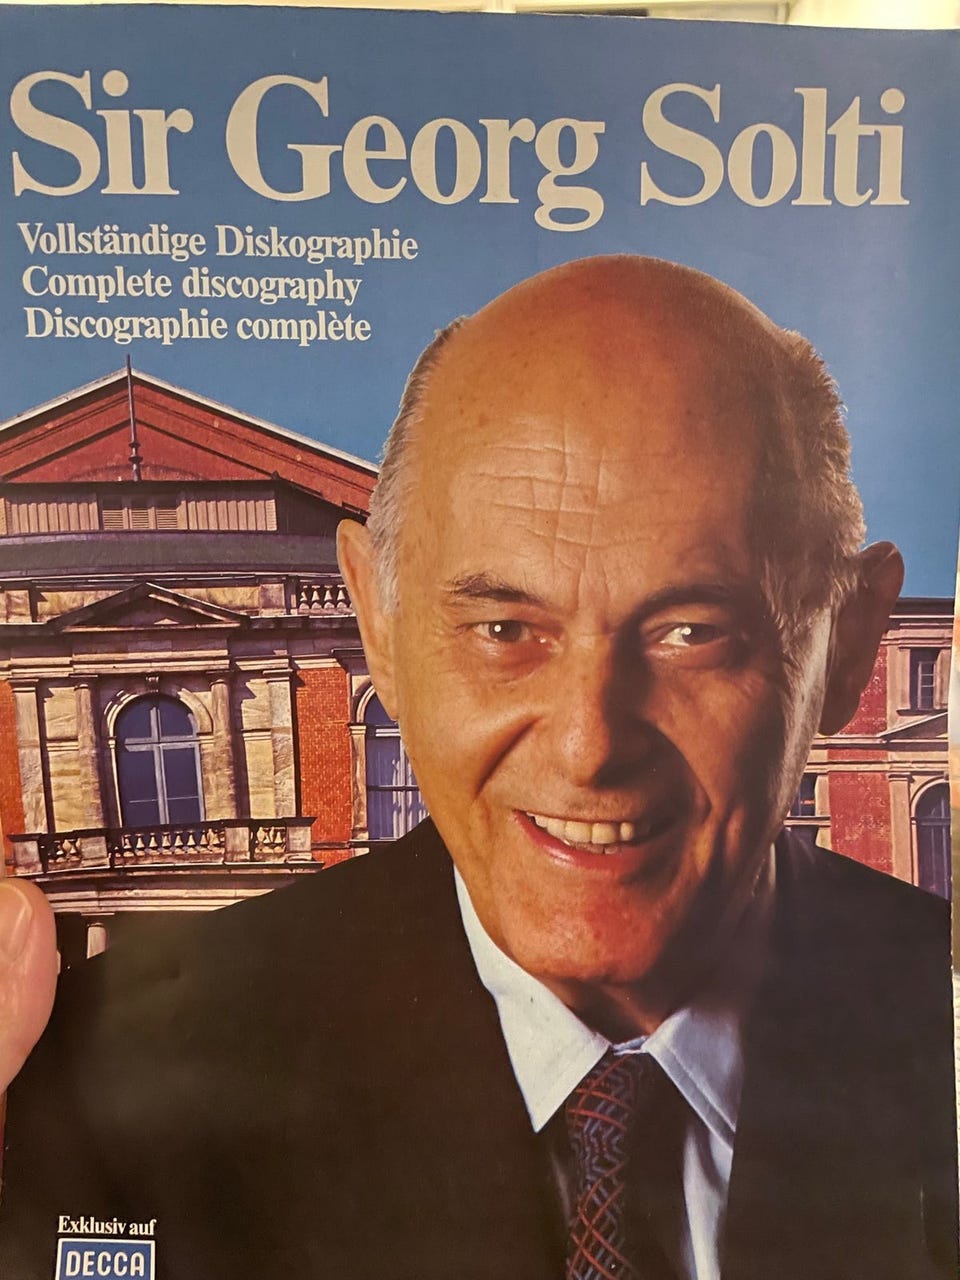 Sir Georg Solti
Vollständige Diskographie
Complete discography
Discographie complète
Exklusiv auf
DECCA